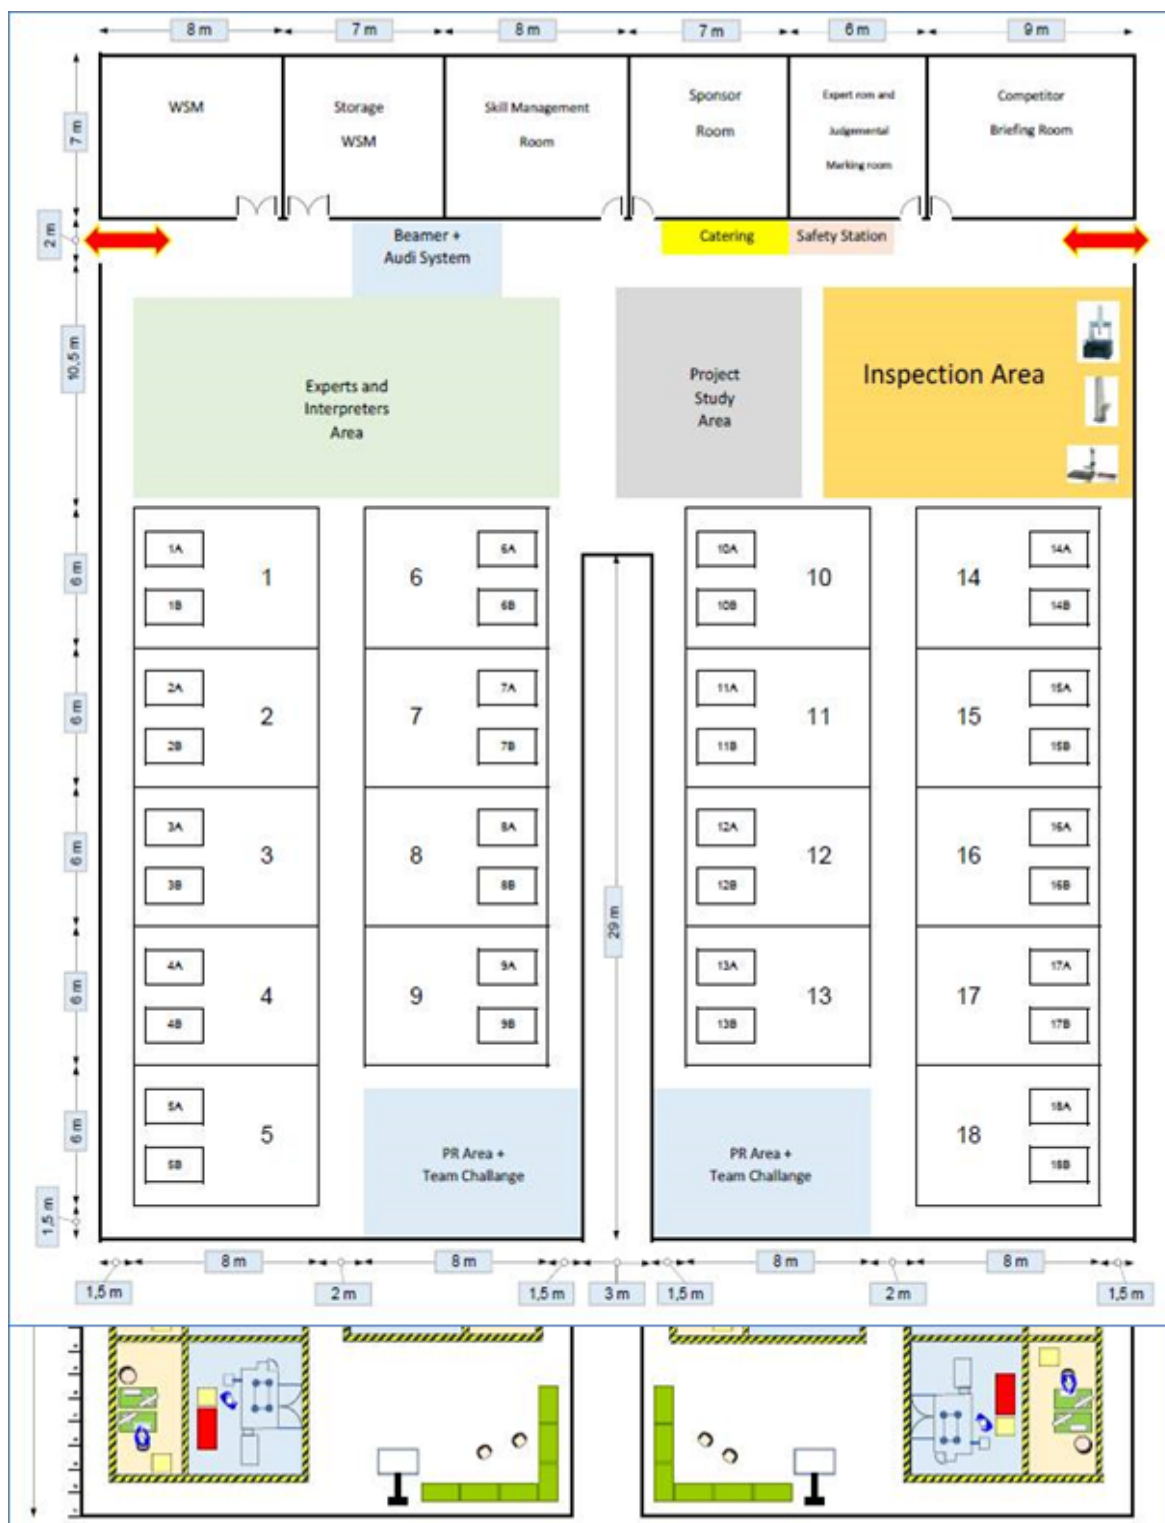 8 m
7 m
8 m
7 m
6 m
9 m
7 m
WSM
Storage
WSM
Skill Management
Room
Sponsor
Room
Expert rom and
Judgemental
Marking room
Competitor
Briefing Room
2 m
Beamer +
Audi System
Catering
Safety Station
10,5 m
Experts and
Interpreters
Area
Project
Study
Area
Inspection Area
6 m
1A
1B
1
6
6A
6B
10A
10B
10
14
14A
14B
6 m
2A
2B
2
7
7A
7B
11A
11B
11
15
15A
15B
6 m
3A
3B
3
8
8A
8B
12A
12B
12
16
16A
16B
29 m
6 m
4A
4B
4
9
9A
9B
13A
13B
13
17
17A
17B
6 m
5A
5B
5
PR Area +
Team Challange
PR Area +
Team Challange
18
18A
18B
1,5 m
8 m
8 m
8 m
8 m
1,5 m
2 m
1,5 m
3 m
1,5 m
2 m
1,5 m